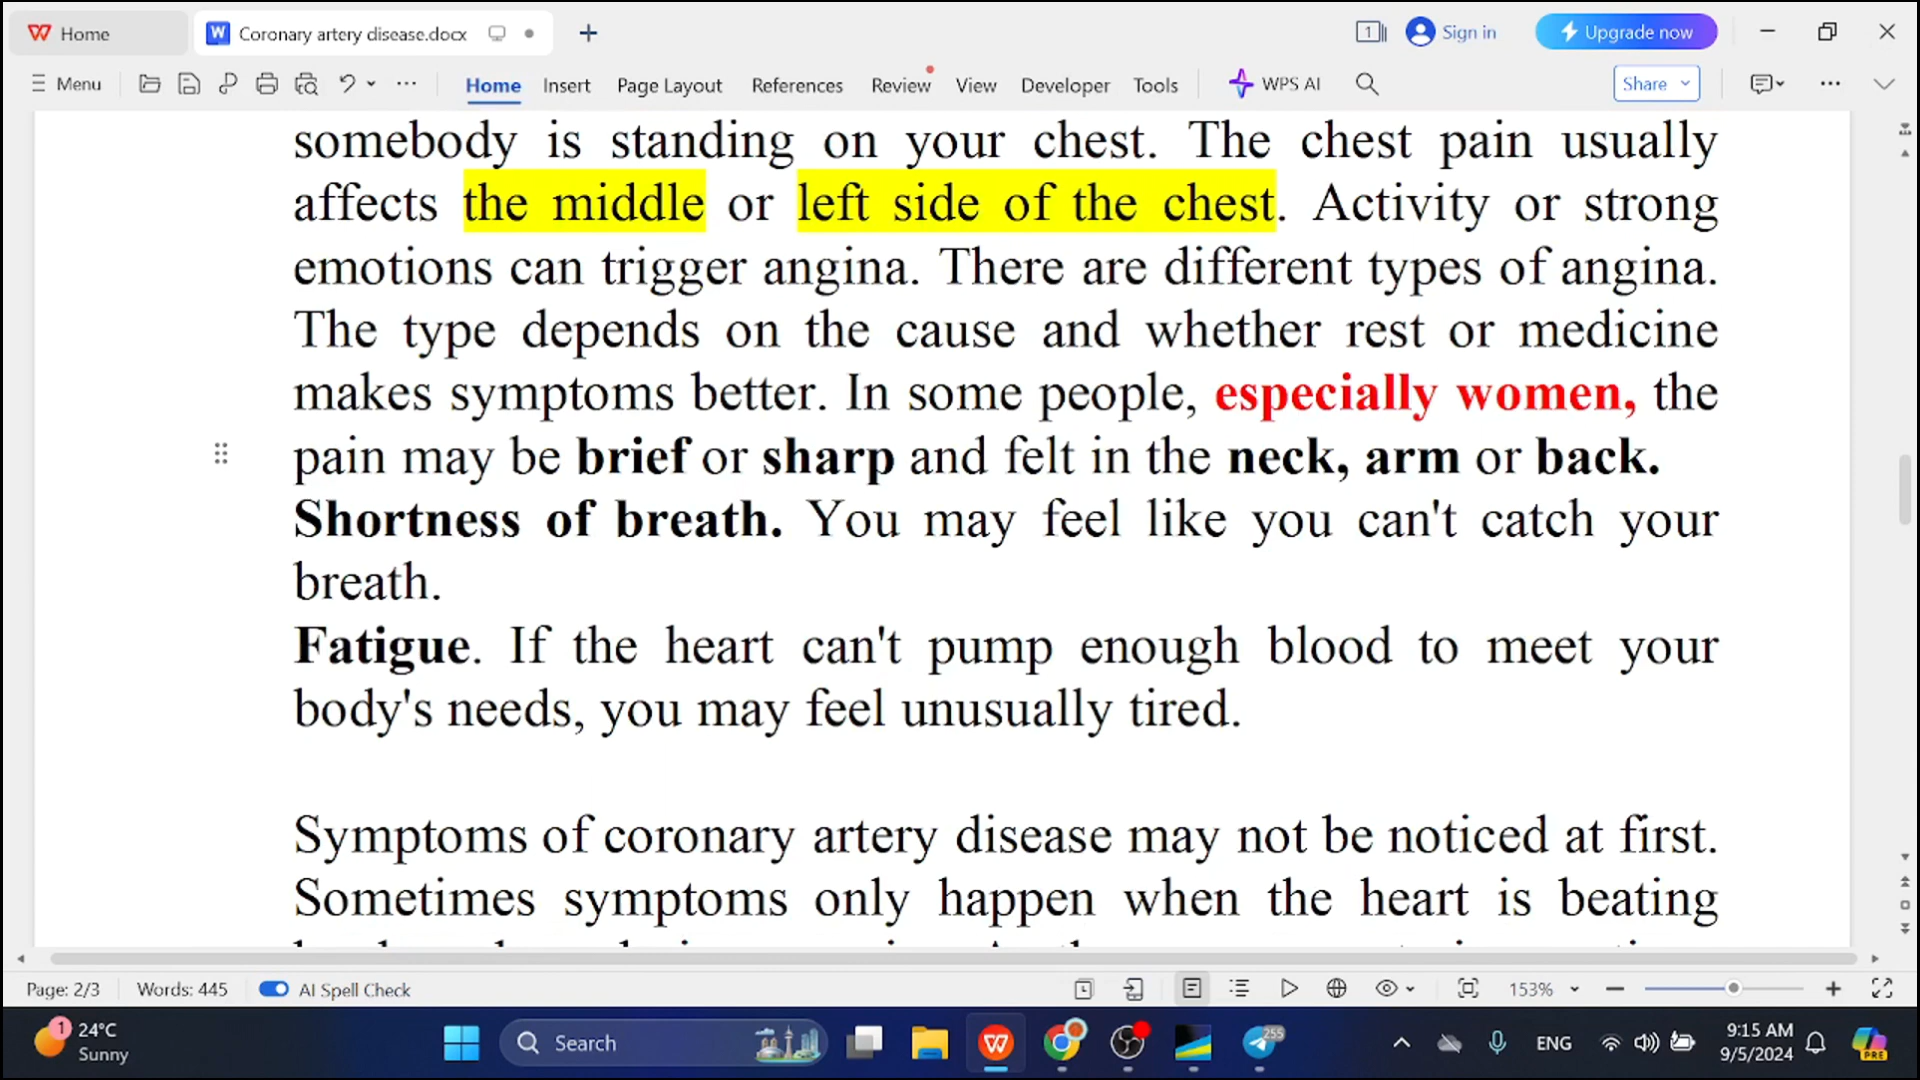 Home
Coronary artery disease.docx
Sign in
Upgrade now
Menu
Home Insert Page Layout References Review View Developer Tools WPS AI
Share
somebody is standing on your chest. The chest pain usually
affects the middle or left side of the chest. Activity or strong
emotions can trigger angina. There are different types of angina.
The type depends on the cause and whether rest or medicine
makes symptoms better. In some people, especially women, the
pain may be brief or sharp and felt in the neck, arm or back.
Shortness of breath. You may feel like you can't catch your
breath.
Fatigue. If the heart can't pump enough blood to meet your
body's needs, you may feel unusually tired.
Symptoms of coronary artery disease may not be noticed at first.
Sometimes symptoms only happen when the heart is beating
Page: 2/3 Words: 445 AI Spell Check 153%
1 24°C
Sunny
Search
255
ENG
9:15 AM
9/5/2024
PRE